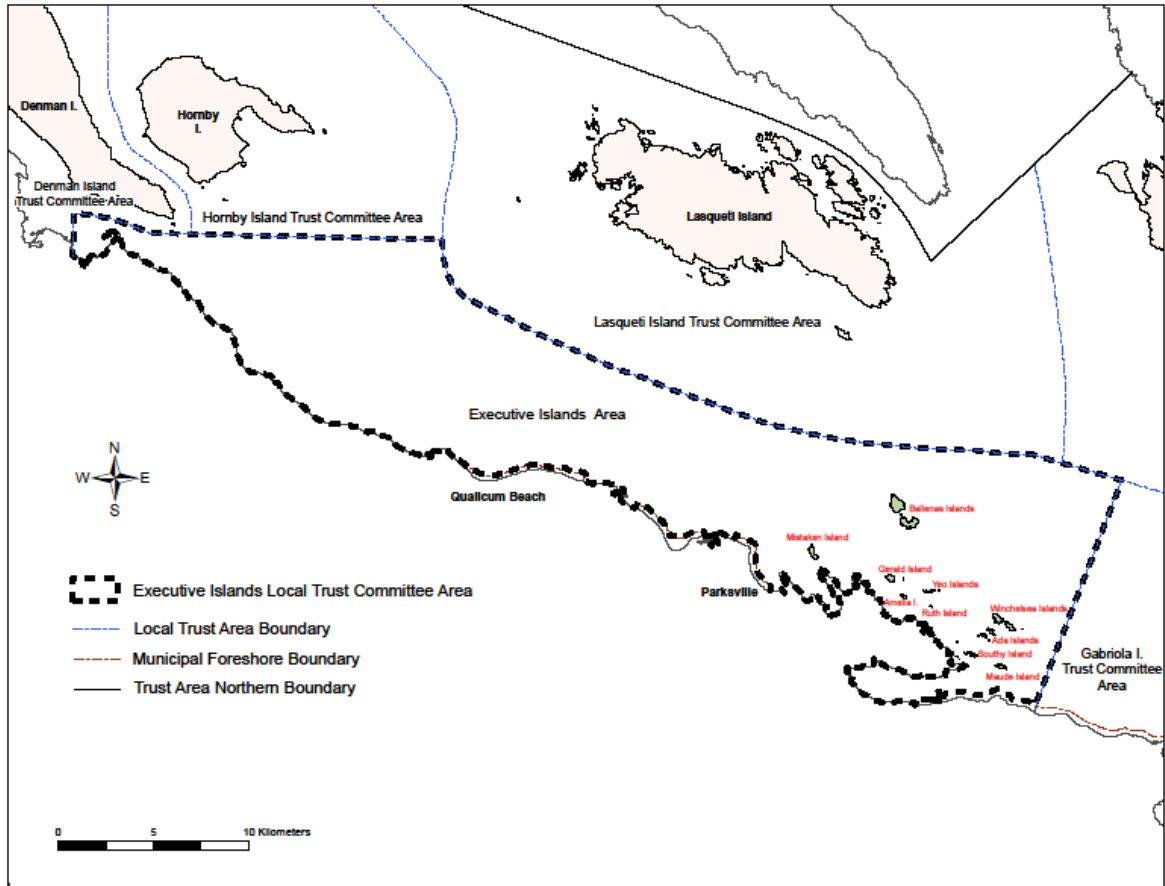 Denman I.
Hornby
I.
Denman Island
Trust Committee Area
Hornby Island Trust Committee Area
Lasqueti Island
Lasqueti Island Trust Committee Area
Executive Islands Area
N
W
E
S
Qualicum Beach
Ballenas Islands
Mistaken Island
Gerald Island
Yeo Islands
Parksville
Amelia I.
Ruth Island
Winchelsea Islands
Ada Islands
Southy Island
Maude Island
Gabriola I.
Trust Committee
Area
Executive Islands Local Trust Committee Area
Local Trust Area Boundary
Municipal Foreshore Boundary
Trust Area Northern Boundary
0 5 10 Kilometers